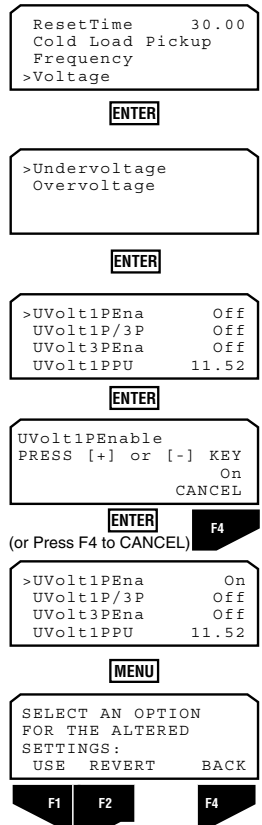 ResetTime 30.00
Cold Load Pickup
Frequency
>Voltage
ENTER
>Undervoltage
Overvoltage
ENTER
>UVolt1PEna Off
UVolt1P/3P Off
UVolt3PEna Off
UVolt1PPU 11.52
ENTER
UVolt1PEnable
PRESS [+] or [-] KEY
On
CANCEL
ENTER
F4
(or Press F4 to CANCEL)
>UVolt1PEna On
UVolt1P/3P Off
UVolt3PEna Off
UVolt1PPU 11.52
MENU
SELECT AN OPTION
FOR THE ALTERED
SETTINGS:
USE REVERT BACK
F1 F2 F4